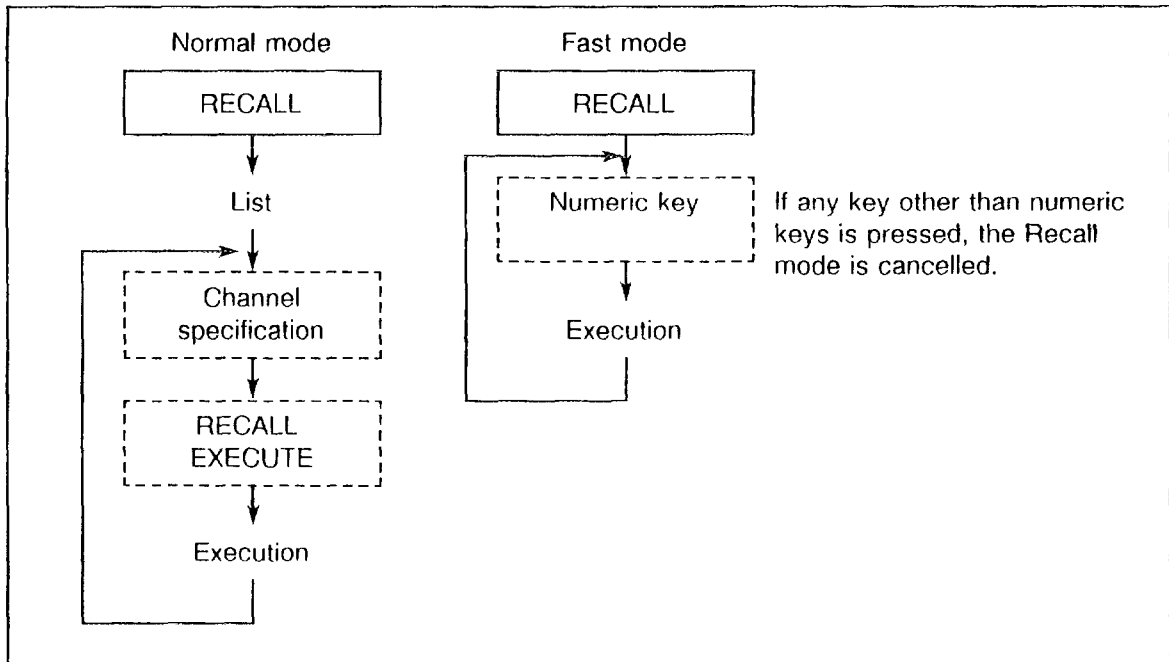 Normal mode
RECALL
List
Channel
specification
RECALL
EXECUTE
Execution
Fast mode
RECALL
Numeric key
If any key other than numeric
keys is pressed, the Recall
mode is cancelled.
Execution